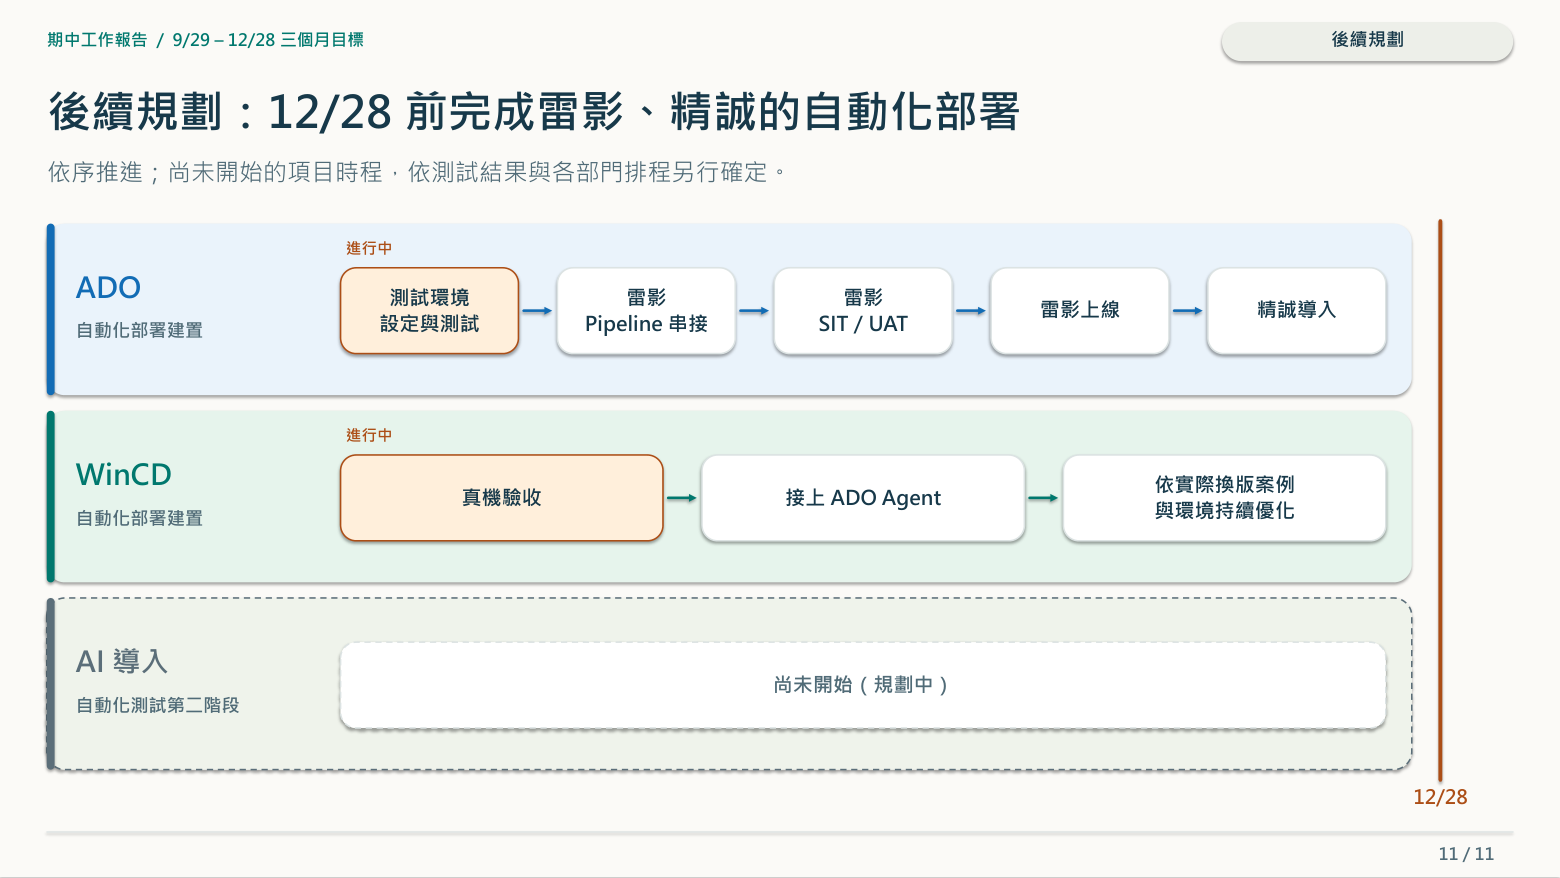 期中工作報告 / 9/29 – 12/28 三個月目標
後續規劃
後續規劃：12/28 前完成雷影、精誠的自動化部署
依序推進；尚未開始的項目時程，依測試結果與各部門排程另行確定。
ADO
自動化部署建置
進行中
測試環境
設定與測試
雷影
Pipeline 串接
雷影
SIT / UAT
雷影上線
精誠導入
WinCD
自動化部署建置
進行中
真機驗收
接上 ADO Agent
依實際換版案例
與環境持續優化
AI 導入
自動化測試第二階段
尚未開始（規劃中）
12/28
11 / 11